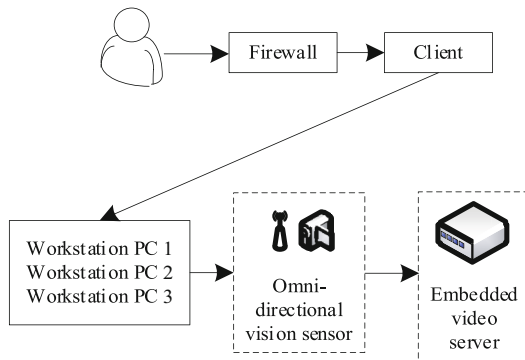 Firewall
Client
Workstation PC 1
Workstation PC 2
Workstation PC 3
Omni-
directional
vision sensor
Embedded
video
server